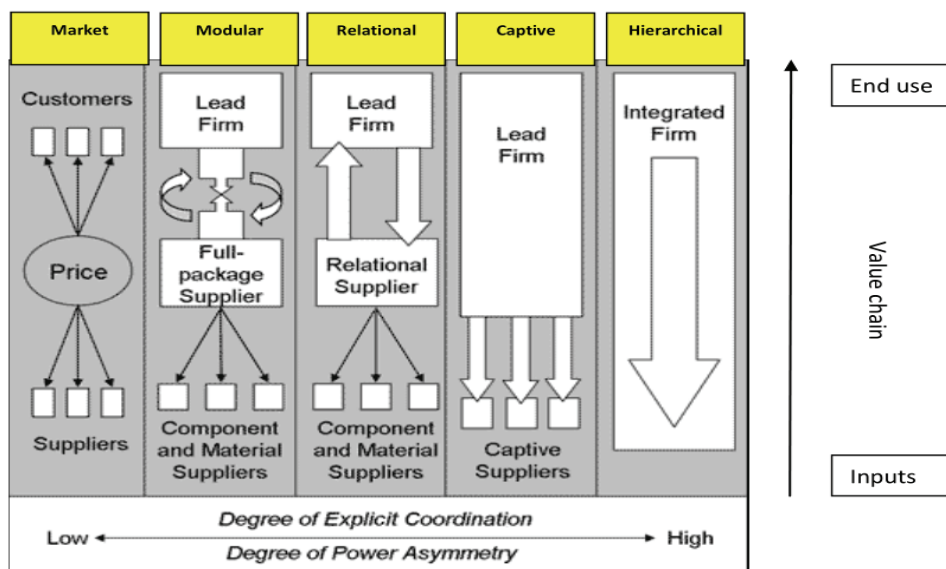 Market
Modular
Relational
Captive
Hierarchical
Customers
Price
Suppliers
Lead
Firm
Full-
package
Supplier
Component
and Material
Suppliers
Lead
Firm
Relational
Supplier
Component
and Material
Suppliers
Lead
Firm
Captive
Suppliers
Integrated
Firm
End use
Value chain
Inputs
Degree of Explicit Coordination
Low
High
Degree of Power Asymmetry